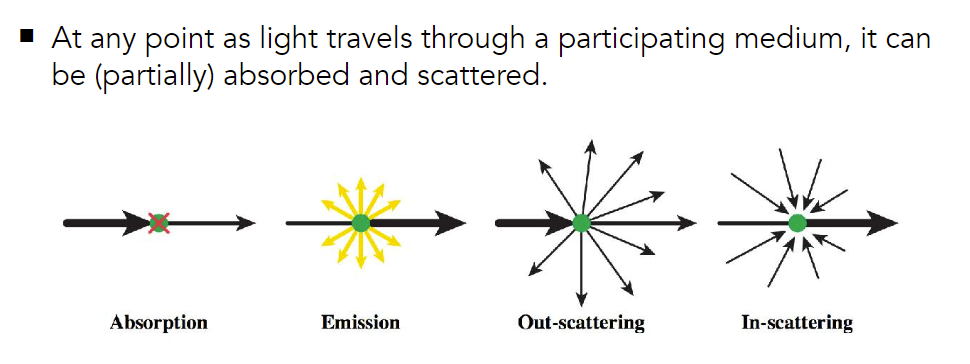 ■ At any point as light travels through a participating medium, it can
be (partially) absorbed and scattered.
Absorption
Emission
Out-scattering
In-scattering